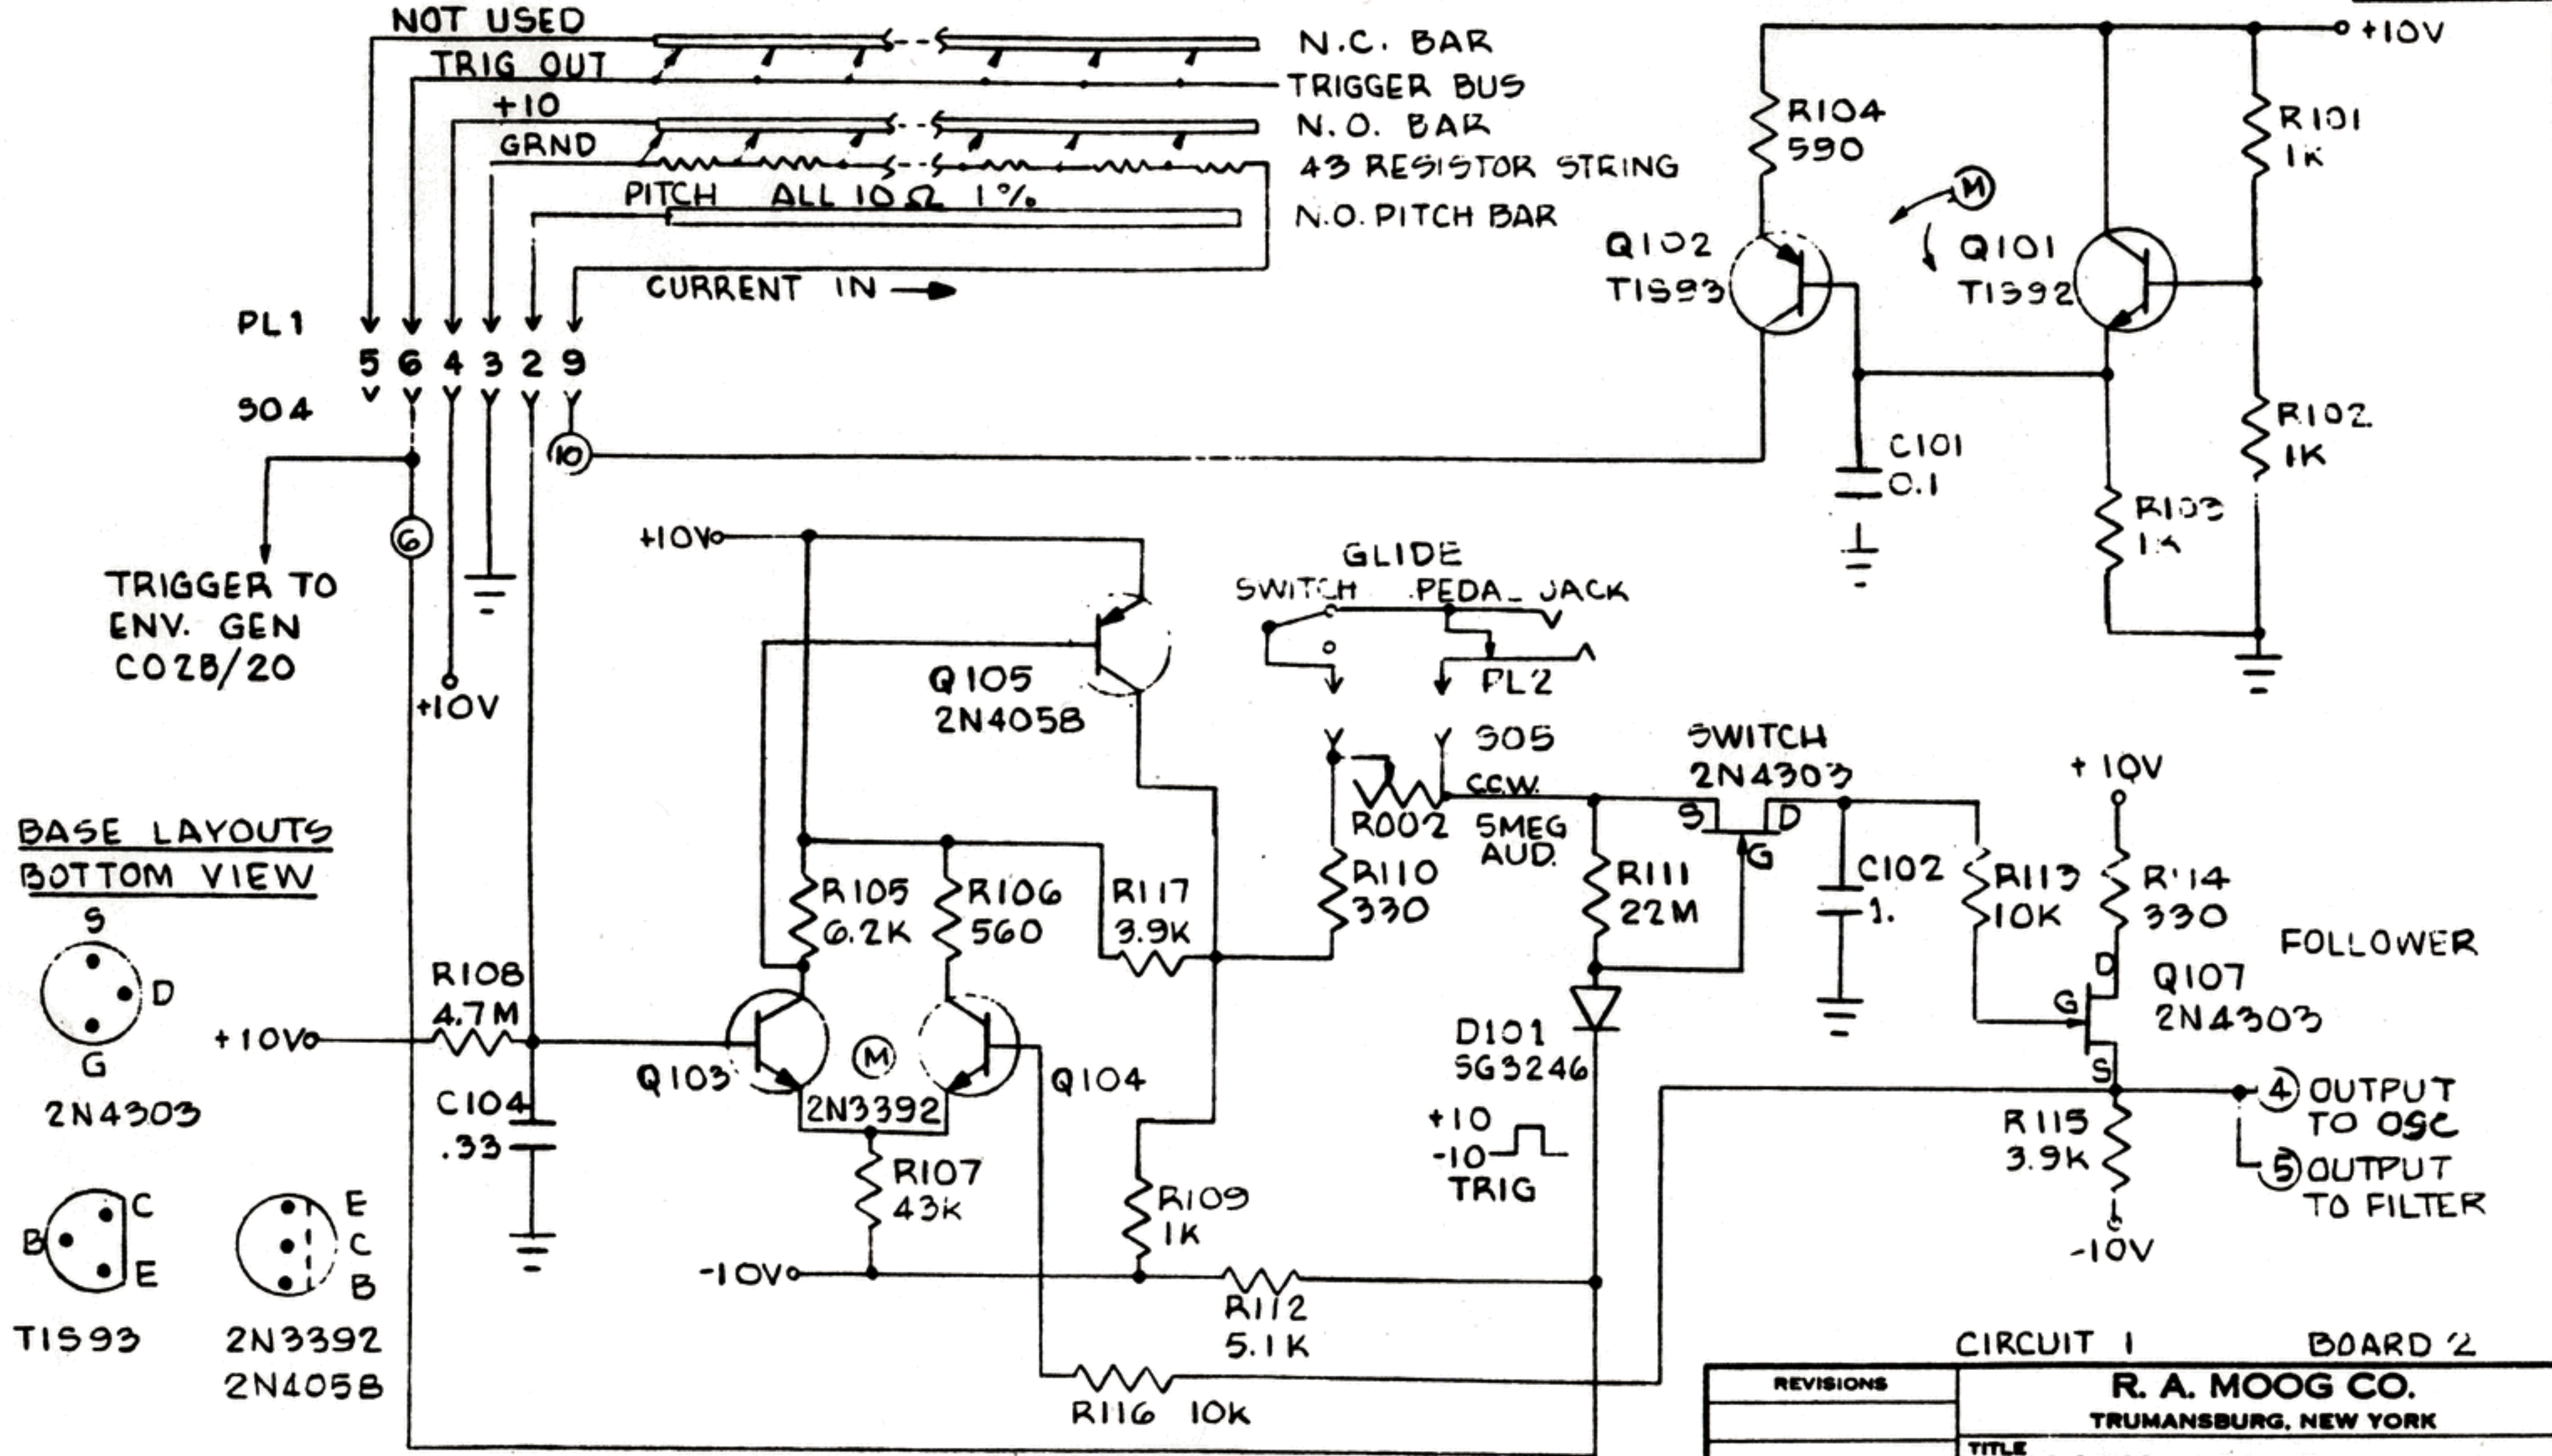 NOT USED
TRIG OUT
+10
GRND
PITCH ALL 10 Ω 1%
CURRENT IN
N.C. BAR
TRIGGER BUS
N.O. BAR
43 RESISTOR STRING
N.O. PITCH BAR
PL1
5 6 4 3 2 9
SO4
10
6
TRIGGER TO
ENV. GEN
CO2B/20
+10V
+10V
R104
590
R101
1K
M
Q102
TIS93
Q101
TIS92
R102
1K
C101
0.1
R103
1K
+10V
Q105
2N4058
GLIDE
SWITCH PEDA_ JACK
PL2
SO5
C.C.W.
R002 5MEG
AUD.
SWITCH
2N4303
S D
G
+10V
BASE LAYOUTS
BOTTOM VIEW
S
D
G
2N4303
B C
E
TIS93
E
C
B
2N3392
2N4058
R108
4.7M
+10V
C104
.33
R105
6.2K
R106
560
R117
3.9K
R110
330
R111
22M
C102
1.
R113
10K
R114
330
FOLLOWER
D
G
S
Q107
2N4303
Q103
M
2N3392
Q104
D101
SG3246
+10
-10
TRIG
R107
43K
R109
1K
-10V
R112
5.1K
R116 10K
R115
3.9K
-10V
4 OUTPUT
TO OSC
5 OUTPUT
TO FILTER
CIRCUIT 1 BOARD 2
REVISIONS
R. A. MOOG CO.
TRUMANSBURG, NEW YORK
TITLE